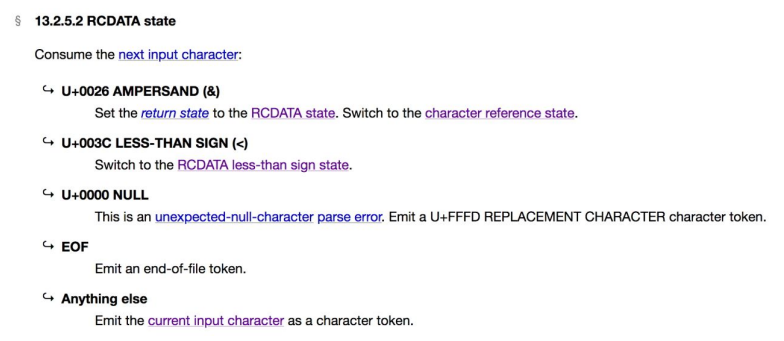 § 13.2.5.2 RCDATA state
Consume the next input character:
↪ U+0026 AMPERSAND (&)
Set the return state to the RCDATA state. Switch to the character reference state.
↪ U+003C LESS-THAN SIGN (<)
Switch to the RCDATA less-than sign state.
↪ U+0000 NULL
This is an unexpected-null-character parse error. Emit a U+FFFD REPLACEMENT CHARACTER character token.
↪ EOF
Emit an end-of-file token.
↪ Anything else
Emit the current input character as a character token.